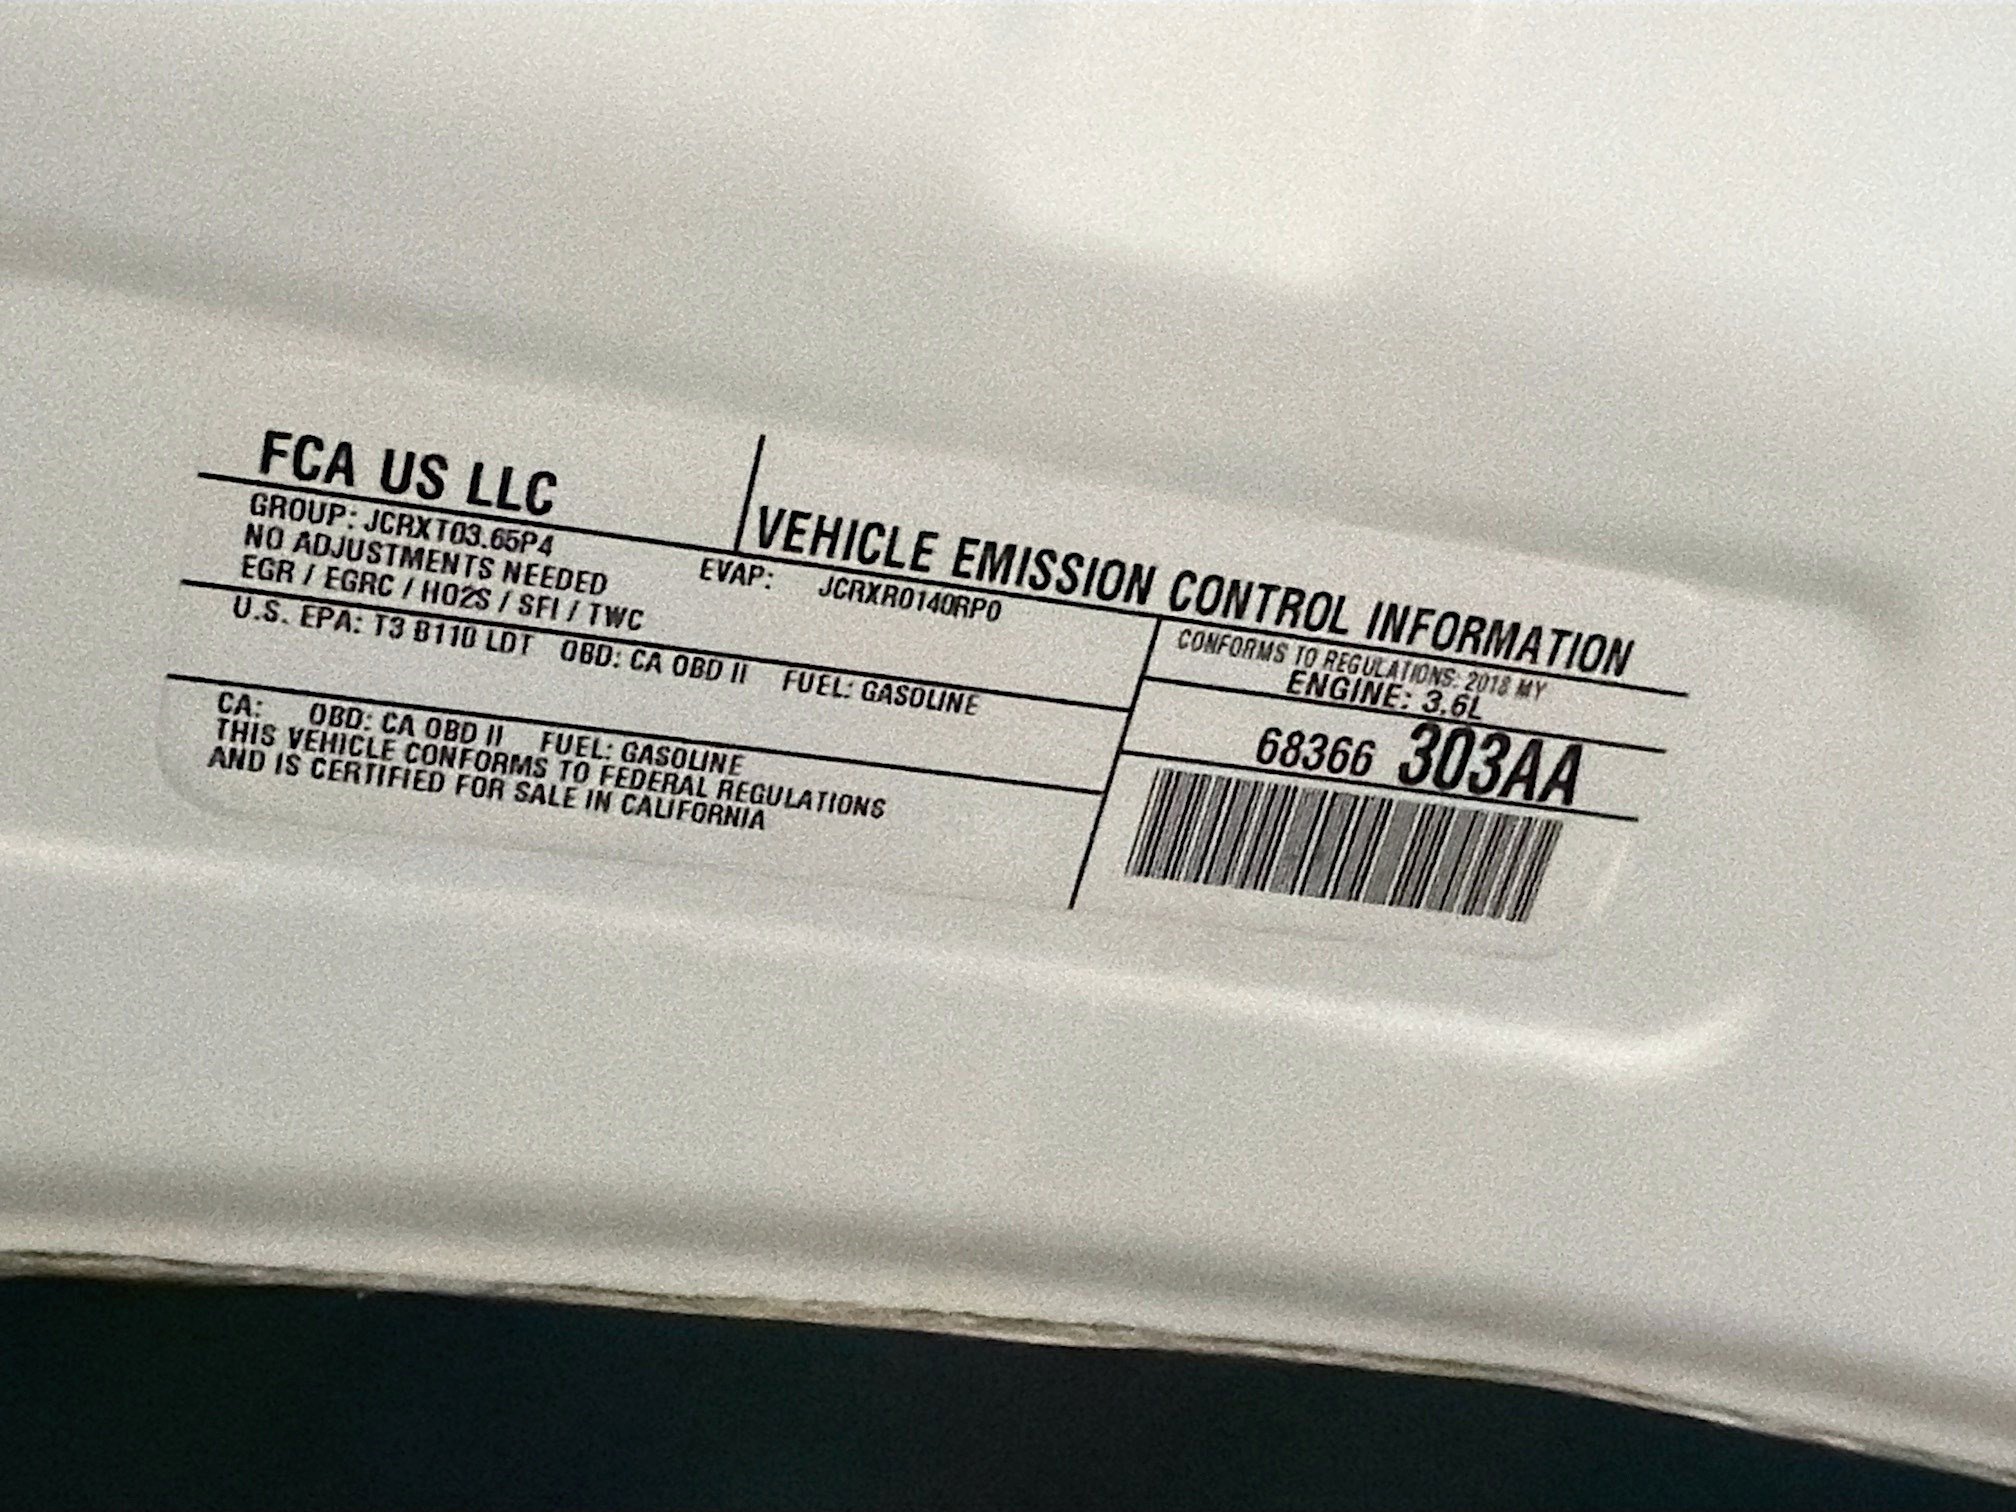 FCA US LLC
VEHICLE EMISSION CONTROL INFORMATION
GROUP: JCRXT03.65P4 EVAP: JCRXR0140RP0
NO ADJUSTMENTS NEEDED
EGR / EGRC / HO2S / SFI / TWC
CONFORMS TO REGULATIONS: 2018 MY
U.S. EPA: T3 B110 LDT OBD: CA OBD II FUEL: GASOLINE
ENGINE: 3.6L
CA: OBD: CA OBD II FUEL: GASOLINE
THIS VEHICLE CONFORMS TO FEDERAL REGULATIONS
AND IS CERTIFIED FOR SALE IN CALIFORNIA
68366 303AA